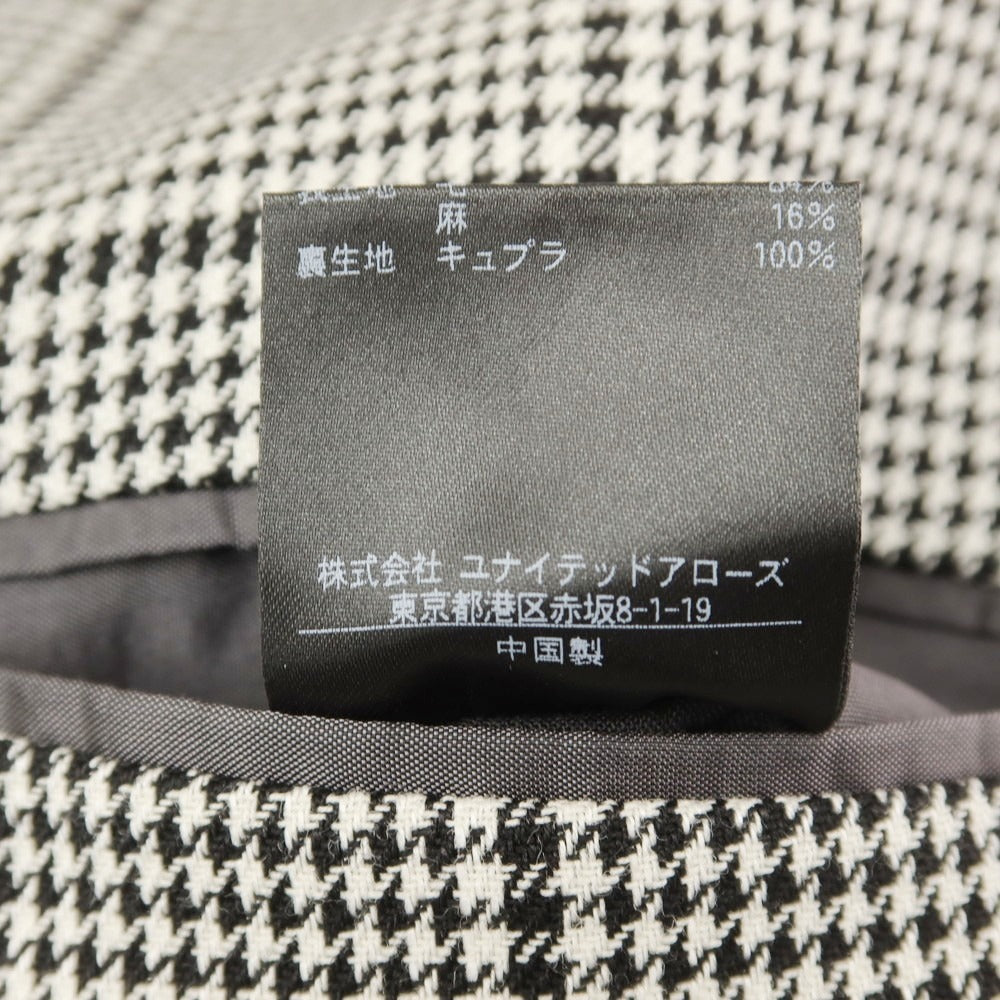 麻 16%
裏生地 キュプラ 100%
株式会社 ユナイテッドアローズ
東京都港区赤坂8-1-19
中国製